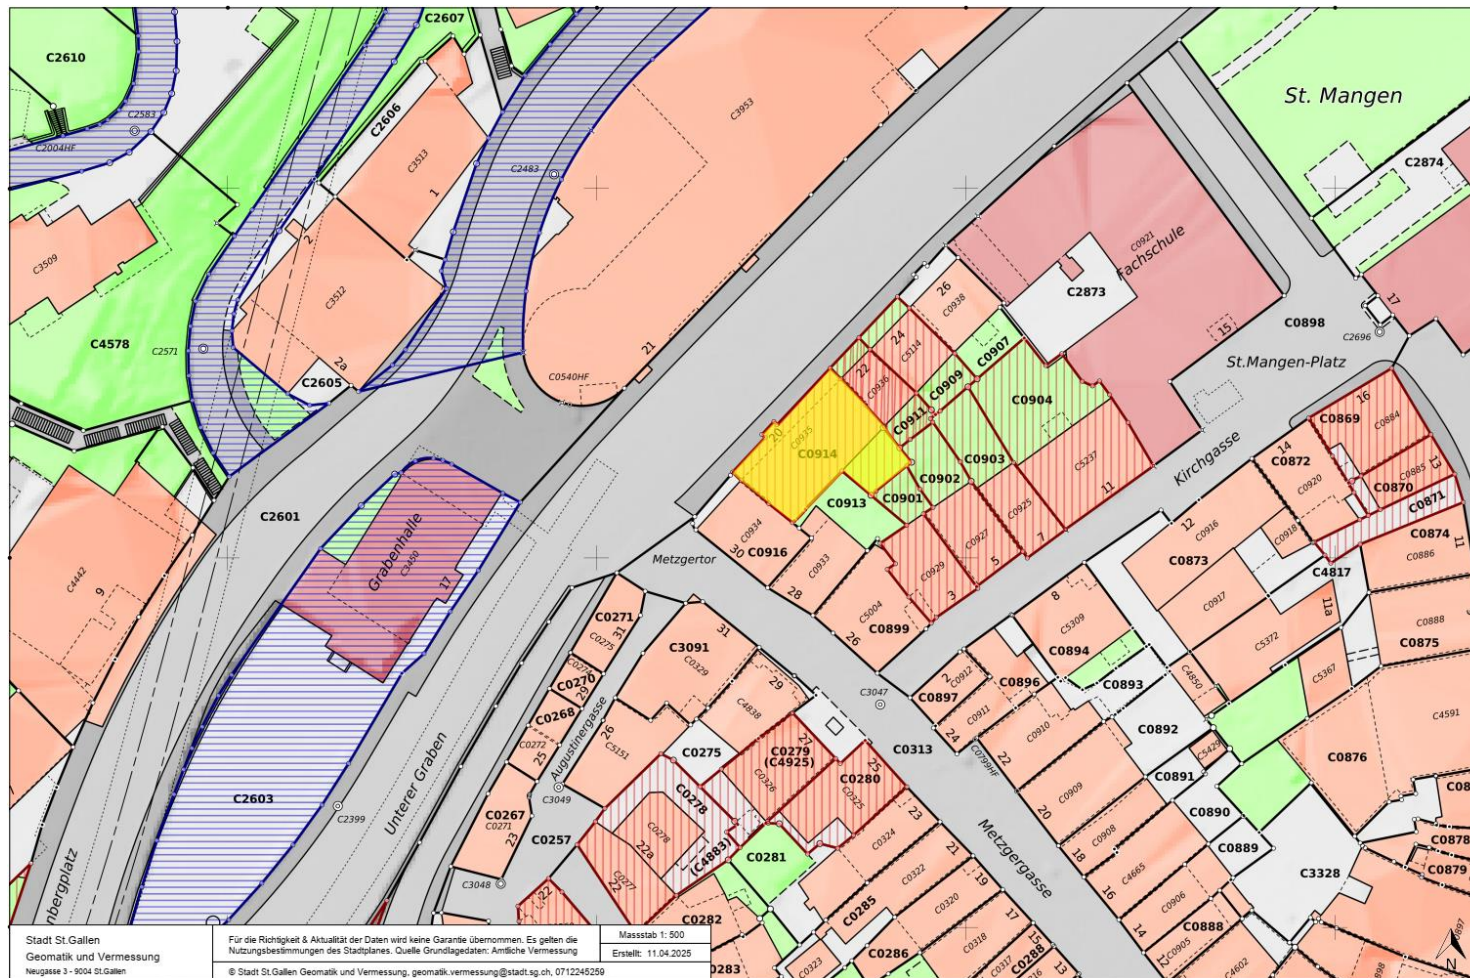 C2607
C2610
C2606
C2583
C2004HF
C3513
1
C2483
C3953
St. Mangen
C2874
C3509
2
C3512
C0921
Fachschule
26
C0938
C2873
17
C4578
C2571
C0898
C2696
15
2a
C2605
C0540HF
21
24
C5114
C0907
St.Mangen-Platz
22
C0936
C0909
C0904
16
C0869
C0884
20
C0935
C0911
C0914
C0903
C5237
11
Kirchgasse
14
C0872
C0920
C0885
13
C0870
C0871
C2601
Grabenhalle
C3450
17
C0913
C0901
C0902
C0925
7
12
C0916
C0918
C0873
C0874
11
C0886
C4442
9
C0934
30
C0916
Metzgertor
C0933
28
C0927
5
C0929
3
C4817
C5004
26
C0899
8
C5309
C0894
C0917
11a
C5372
C0888
C0875
C0271
C0275
31
C3091
C0329
31
C0274
C0270
29
C0268
C0272
25
29
C4838
C3047
2
C0912
C0897
C0896
C0911
24
C0893
C4850
C5367
C0910
22
C0892
C5429
C4591
C0876
Augustinergasse
26
C5151
C0275
27
C0279
(C4925)
C0326
25
C0280
C0325
C0313
C0799HF
C0891
C0890
C2603
C2399
Unterer Graben
C3049
C0267
C0271
23
C0257
C0278
C0278
22a
(C4883)
C0277
22
C0281
23
C0324
21
C0322
Metzgergasse
20
C0909
C0908
18
C4665
16
C0889
C0878
C0879
C3328
C3048
22
C0282
C0285
C0320
19
C0318
17
C0906
14
C0888
C0905
12
C4602
C0897
C0283
C0323
C0286
C0317
15
C0288
13
Stadt St.Gallen
Geomatik und Vermessung
Neugasse 3 - 9004 St.Gallen
Für die Richtigkeit & Aktualität der Daten wird keine Garantie übernommen. Es gelten die
Nutzungsbestimmungen des Stadtplanes. Quelle Grundlagedaten: Amtliche Vermessung
© Stadt St.Gallen Geomatik und Vermessung, geomatik.vermessung@stadt.sg.ch, 0712245259
Massstab 1: 500
Erstellt: 11.04.2025
N